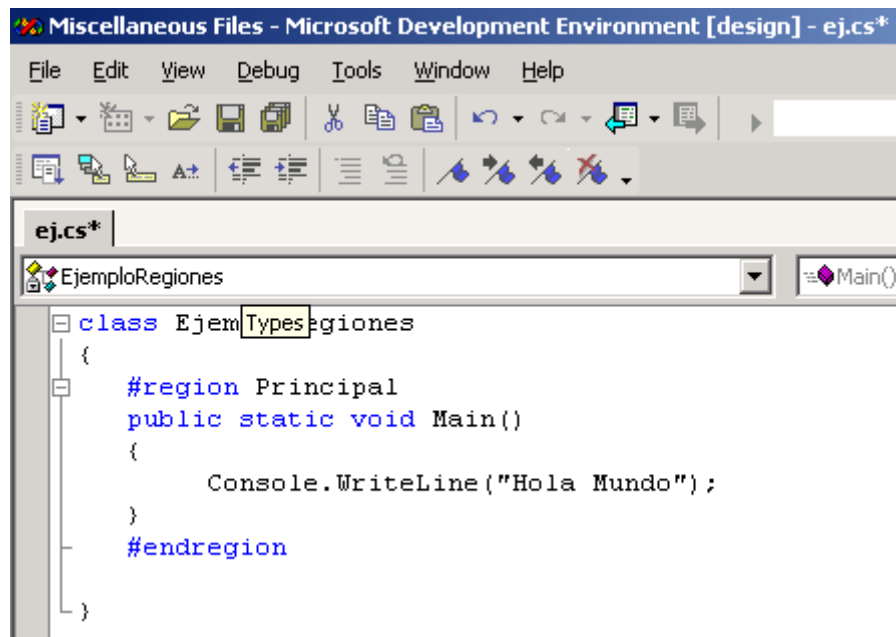 Miscellaneous Files - Microsoft Development Environment [design] - ej.cs*
File Edit View Debug Tools Window Help
ej.cs*
EjemploRegiones Main()
class Ejem Types egiones
{
#region Principal
public static void Main()
{
Console.WriteLine("Hola Mundo");
}
#endregion
}